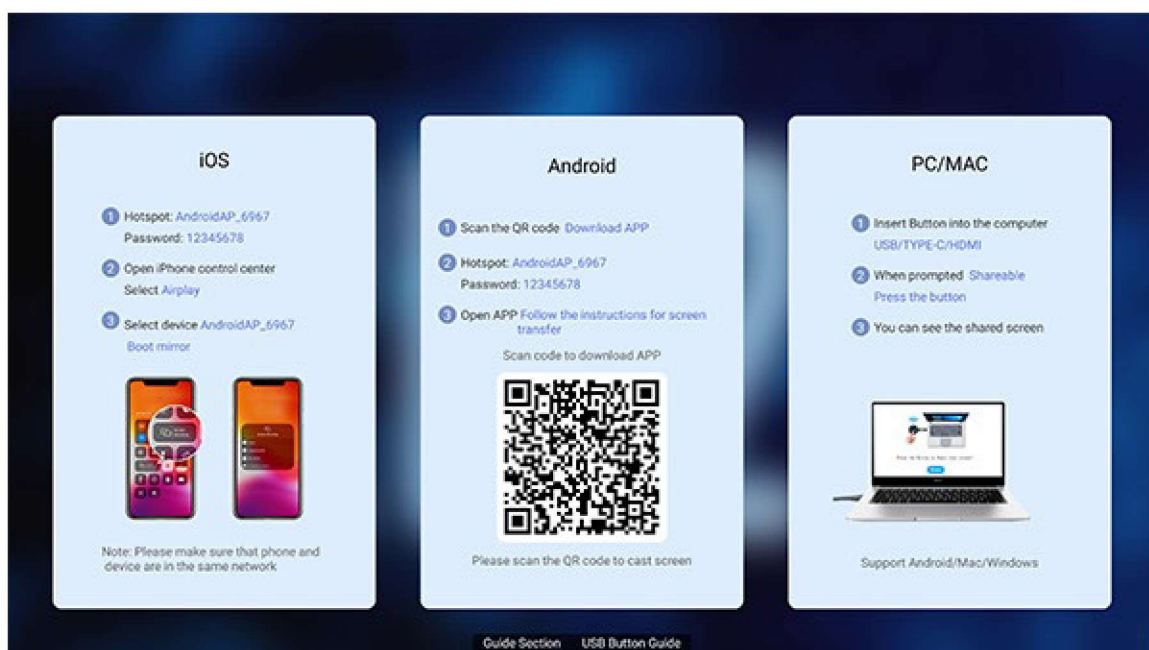 iOS
1 Hotspot: AndroidAP_6967
Password: 12345678
2 Open iPhone control center
Select Airplay
3 Select device AndroidAP_6967
Boot mirror
Note: Please make sure that phone and
device are in the same network
Android
1 Scan the QR code Download APP
2 Hotspot: AndroidAP_6967
Password: 12345678
3 Open APP Follow the instructions for screen
transfer
Scan code to download APP
Please scan the QR code to cast screen
PC/MAC
1 Insert Button into the computer
USB/TYPE-C/HDMI
2 When prompted Shareable
Press the button
3 You can see the shared screen
Support Android/Mac/Windows
Guide Section USB Button Guide